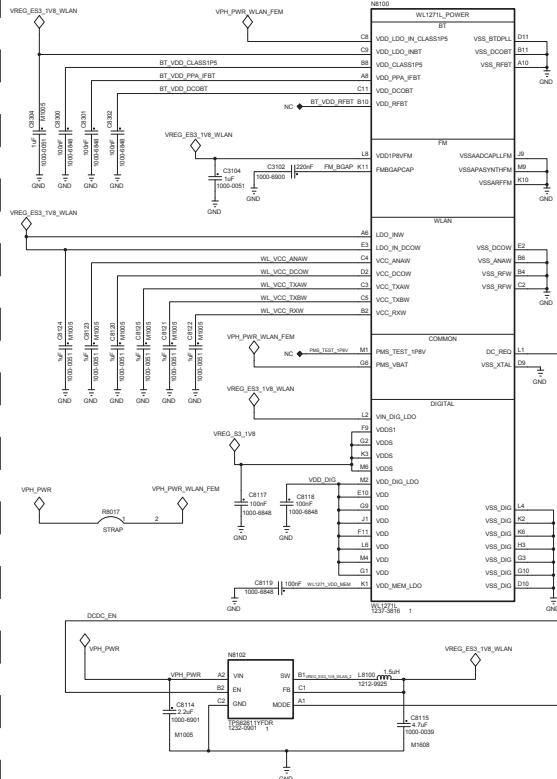 N8100
WL1271L_POWER
VREG_ES3_1V8_WLAN
VPH_PWR_WLAN_FEM
BT
C8 VDD_LDO_IN_CLASS1P5 VSS_BTDPLL D11
C9 VDD_LDO_INBT VSS_DCOBT B11
BT_VDD_CLASS1P5 B8 VDD_CLASS1P5 VSS_RFBT A10
BT_VDD_PPA_IFBT A8 VDD_PPA_IFBT
BT_VDD_DCOBT C11 VDD_DCOBT
NC BT_VDD_RFBT B10 VDD_RFBT
GND
C8304 1uF M1005 1000-0051
C8300 100nF 1000-6848
C8301 100nF 1000-6848
C8302 100nF 1000-6848
GND GND GND GND
VREG_ES3_1V8_WLAN
FM
L8 VDD1P8VFM VSSAADCAPLLFM J9
C3102 220nF FM_BGAP K11 FMBGAPCAP VSSAPASYNTHFM M9
1000-6900
VSSARFFM K10
C3104
1uF
1000-0051
GND GND GND
VREG_ES3_1V8_WLAN
WLAN
A6 LDO_INW
E3 LDO_IN_DCOW VSS_DCOW E2
WL_VCC_ANAW C4 VCC_ANAW VSS_ANAW B6
WL_VCC_DCOW D2 VCC_DCOW VSS_RFW B4
WL_VCC_TXAW C3 VCC_TXAW VSS_RFW C2
WL_VCC_TXBW C5 VCC_TXBW
WL_VCC_RXW B2 VCC_RXW
GND
C8124 1uF M1005 1000-0051
C8123 1uF M1005 1000-0051
C8120 1uF M1005 1000-0051
C8125 1uF M1005 1000-0051
C8121 1uF M1005 1000-0051
C8122 1uF M1005 1000-0051
GND GND GND GND GND GND
VPH_PWR_WLAN_FEM
COMMON
NC PMS_TEST_1P8V M1 PMS_TEST_1P8V DC_REQ L1
G6 PMS_VBAT VSS_XTAL D9
GND
VREG_ES3_1V8_WLAN
DIGITAL
L2 VIN_DIG_LDO
VREG_S3_1V8
F9 VDDS1
G2 VDDS
K3 VDDS
M6 VDDS
VDD_DIG M2 VDD_DIG_LDO
E10 VDD
G9 VDD VSS_DIG L4
J1 VDD VSS_DIG K2
F11 VDD VSS_DIG K6
L6 VDD VSS_DIG H3
M4 VDD VSS_DIG G3
G1 VDD VSS_DIG G10
C8119 100nF WL1271_VDD_MEM K1 VDD_MEM_LDO VSS_DIG D10
1000-6848
C8117
100nF
1000-6848
C8118
100nF
1000-6848
GND GND GND GND
WL1271L
1237-3816 1
VPH_PWR
VPH_PWR_WLAN_FEM
R8017
1 2
STRAP
DCDC_EN
VPH_PWR
N8102
VREG_ES3_1V8_WLAN
VPH_PWR A2 VIN SW B1 VREG_ES3_1V8_WLAN_2 L8100 1.5uH
1212-9925
B2 EN FB C1
C2 GND MODE A1
TPS82611YFDR
1232-0901 1
C8114
2.2uF
1000-6901
M1005
C8115
4.7uF
1000-0039
M1608
GND